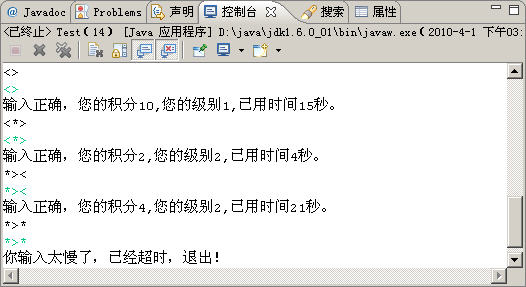 @ Javadoc Problems 声明 控制台 搜索 属性
<已终止> Test (14) [Java 应用程序] D:\java\jdk1.6.0_01\bin\javaw.exe (2010-4-1 下午03:
<>
<>
输入正确，您的积分10,您的级别1,已用时间15秒。
<*>
<*>
输入正确，您的积分2,您的级别2,已用时间4秒。
*><
*><
输入正确，您的积分4,您的级别2,已用时间21秒。
*>*
*>*
你输入太慢了，已经超时，退出！